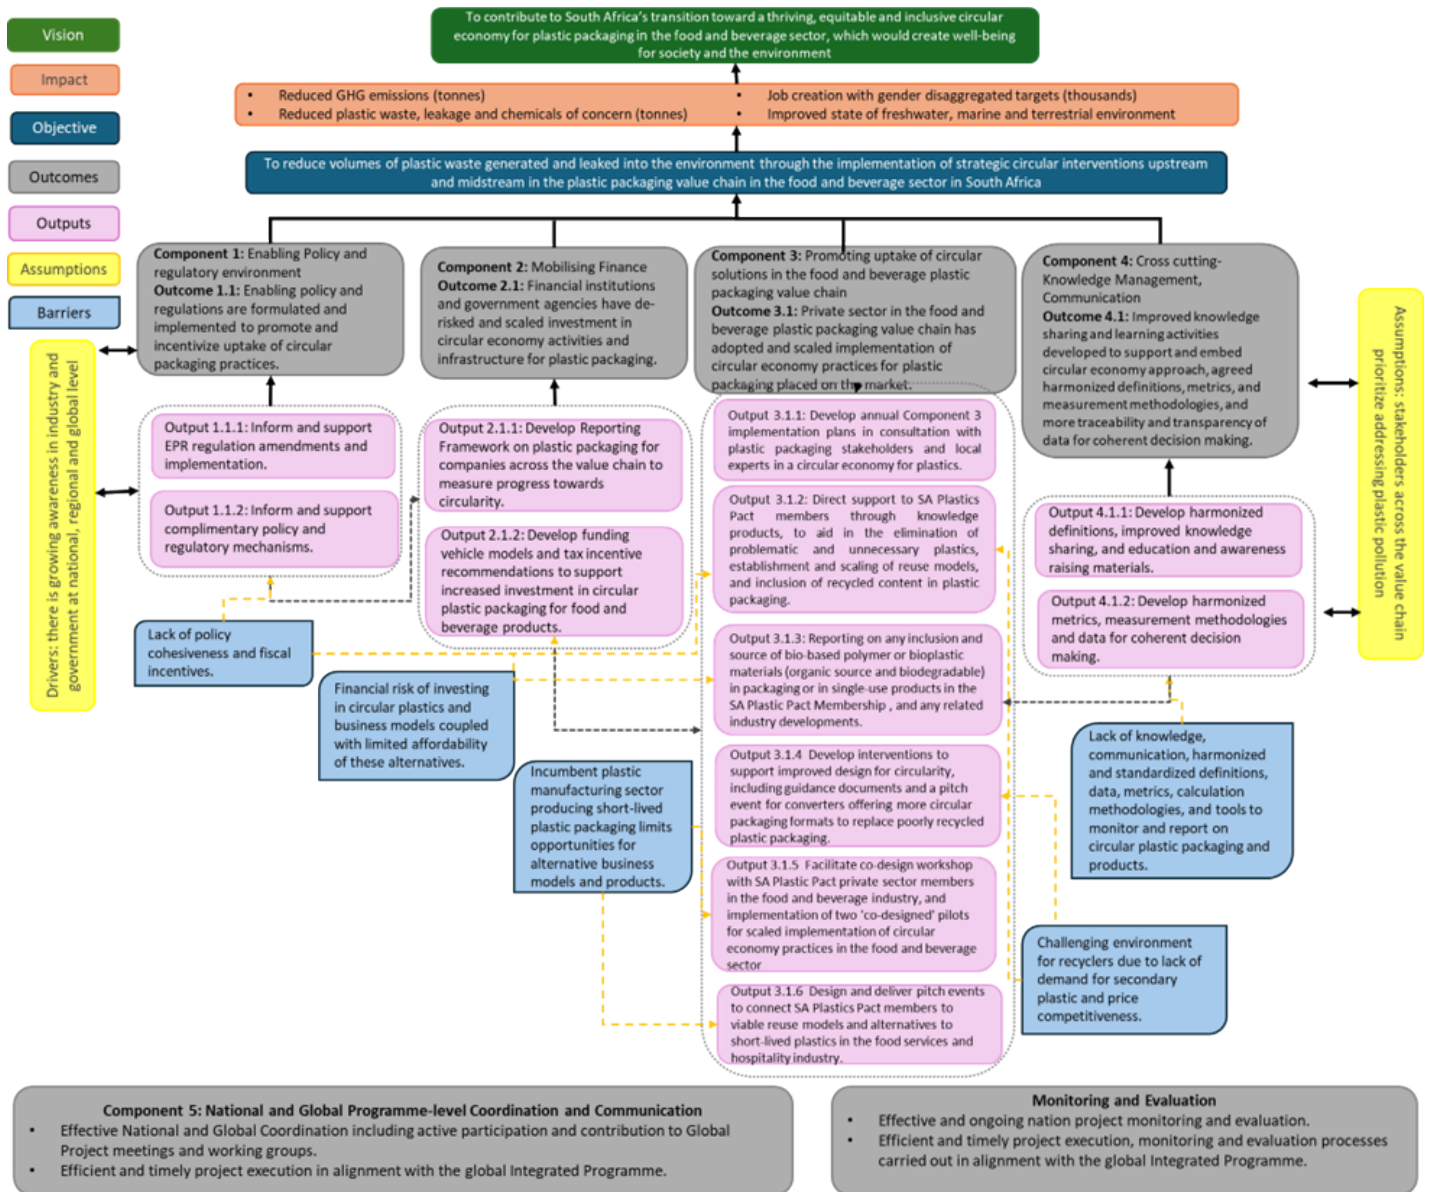 To contribute to South Africa's transition toward a thriving, equitable and inclusive circular
economy for plastic packaging in the food and beverage sector, which would create well-being
for society and the environment
Vision
Impact
Objective
Outcomes
Outputs
Assumptions
Barriers
• Reduced GHG emissions (tonnes)
• Reduced plastic waste, leakage and chemicals of concern (tonnes)
• Job creation with gender disaggregated targets (thousands)
• Improved state of freshwater, marine and terrestrial environment
To reduce volumes of plastic waste generated and leaked into the environment through the implementation of strategic circular interventions upstream
and midstream in the plastic packaging value chain in the food and beverage sector in South Africa
Component 1: Enabling Policy and
regulatory environment
Outcome 1.1: Enabling policy and
regulations are formulated and
implemented to promote and
incentivize uptake of circular
packaging practices.
Component 2: Mobilising Finance
Outcome 2.1: Financial institutions
and government agencies have de-
risked and scaled investment in
circular economy activities and
infrastructure for plastic packaging.
Component 3: Promoting uptake of circular
solutions in the food and beverage plastic
packaging value chain
Outcome 3.1: Private sector in the food and
beverage plastic packaging value chain has
adopted and scaled implementation of
circular economy practices for plastic
packaging placed on the market.
Component 4: Cross cutting-
Knowledge Management,
Communication
Outcome 4.1: Improved knowledge
sharing and learning activities
developed to support and embed
circular economy approach, agreed
harmonized definitions, metrics, and
measurement methodologies, and
more traceability and transparency of
data for coherent decision making.
Drivers: there is growing awareness in industry and
government at national, regional and global level
Assumptions: stakeholders across the value chain
prioritize addressing plastic pollution
Output 1.1.1: Inform and support
EPR regulation amendments and
implementation.
Output 1.1.2: Inform and support
complimentary policy and
regulatory mechanisms.
Output 2.1.1: Develop Reporting
Framework on plastic packaging for
companies across the value chain to
measure progress towards
circularity.
Output 2.1.2: Develop funding
vehicle models and tax incentive
recommendations to support
increased investment in circular
plastic packaging for food and
beverage products.
Output 3.1.1: Develop annual Component 3
implementation plans in consultation with
plastic packaging stakeholders and local
experts in a circular economy for plastics.
Output 3.1.2: Direct support to SA Plastics
Pact members through knowledge
products, to aid in the elimination of
problematic and unnecessary plastics,
establishment and scaling of reuse models,
and inclusion of recycled content in plastic
packaging.
Output 3.1.3: Reporting on any inclusion and
source of bio-based polymer or bioplastic
materials (organic source and biodegradable)
in packaging or in single-use products in the
SA Plastic Pact Membership , and any related
industry developments.
Output 3.1.4 Develop interventions to
support improved design for circularity,
including guidance documents and a pitch
event for converters offering more circular
packaging formats to replace poorly recycled
plastic packaging.
Output 3.1.5 Facilitate co-design workshop
with SA Plastic Pact private sector members
in the food and beverage industry, and
implementation of two 'co-designed' pilots
for scaled implementation of circular
economy practices in the food and beverage
sector
Output 3.1.6 Design and deliver pitch events
to connect SA Plastics Pact members to
viable reuse models and alternatives to
short-lived plastics in the food services and
hospitality industry.
Output 4.1.1: Develop harmonized
definitions, improved knowledge
sharing, and education and awareness
raising materials.
Output 4.1.2: Develop harmonized
metrics, measurement methodologies
and data for coherent decision
making.
Lack of policy
cohesiveness and fiscal
incentives.
Financial risk of investing
in circular plastics and
business models coupled
with limited affordability
of these alternatives.
Incumbent plastic
manufacturing sector
producing short-lived
plastic packaging limits
opportunities for
alternative business
models and products.
Lack of knowledge,
communication, harmonized
and standardized definitions,
data, metrics, calculation
methodologies, and tools to
monitor and report on
circular plastic packaging and
products.
Challenging environment
for recyclers due to lack of
demand for secondary
plastic and price
competitiveness.
Component 5: National and Global Programme-level Coordination and Communication
• Effective National and Global Coordination including active participation and contribution to Global
Project meetings and working groups.
• Efficient and timely project execution in alignment with the global Integrated Programme.
Monitoring and Evaluation
• Effective and ongoing nation project monitoring and evaluation.
• Efficient and timely project execution, monitoring and evaluation processes
carried out in alignment with the global Integrated Programme.